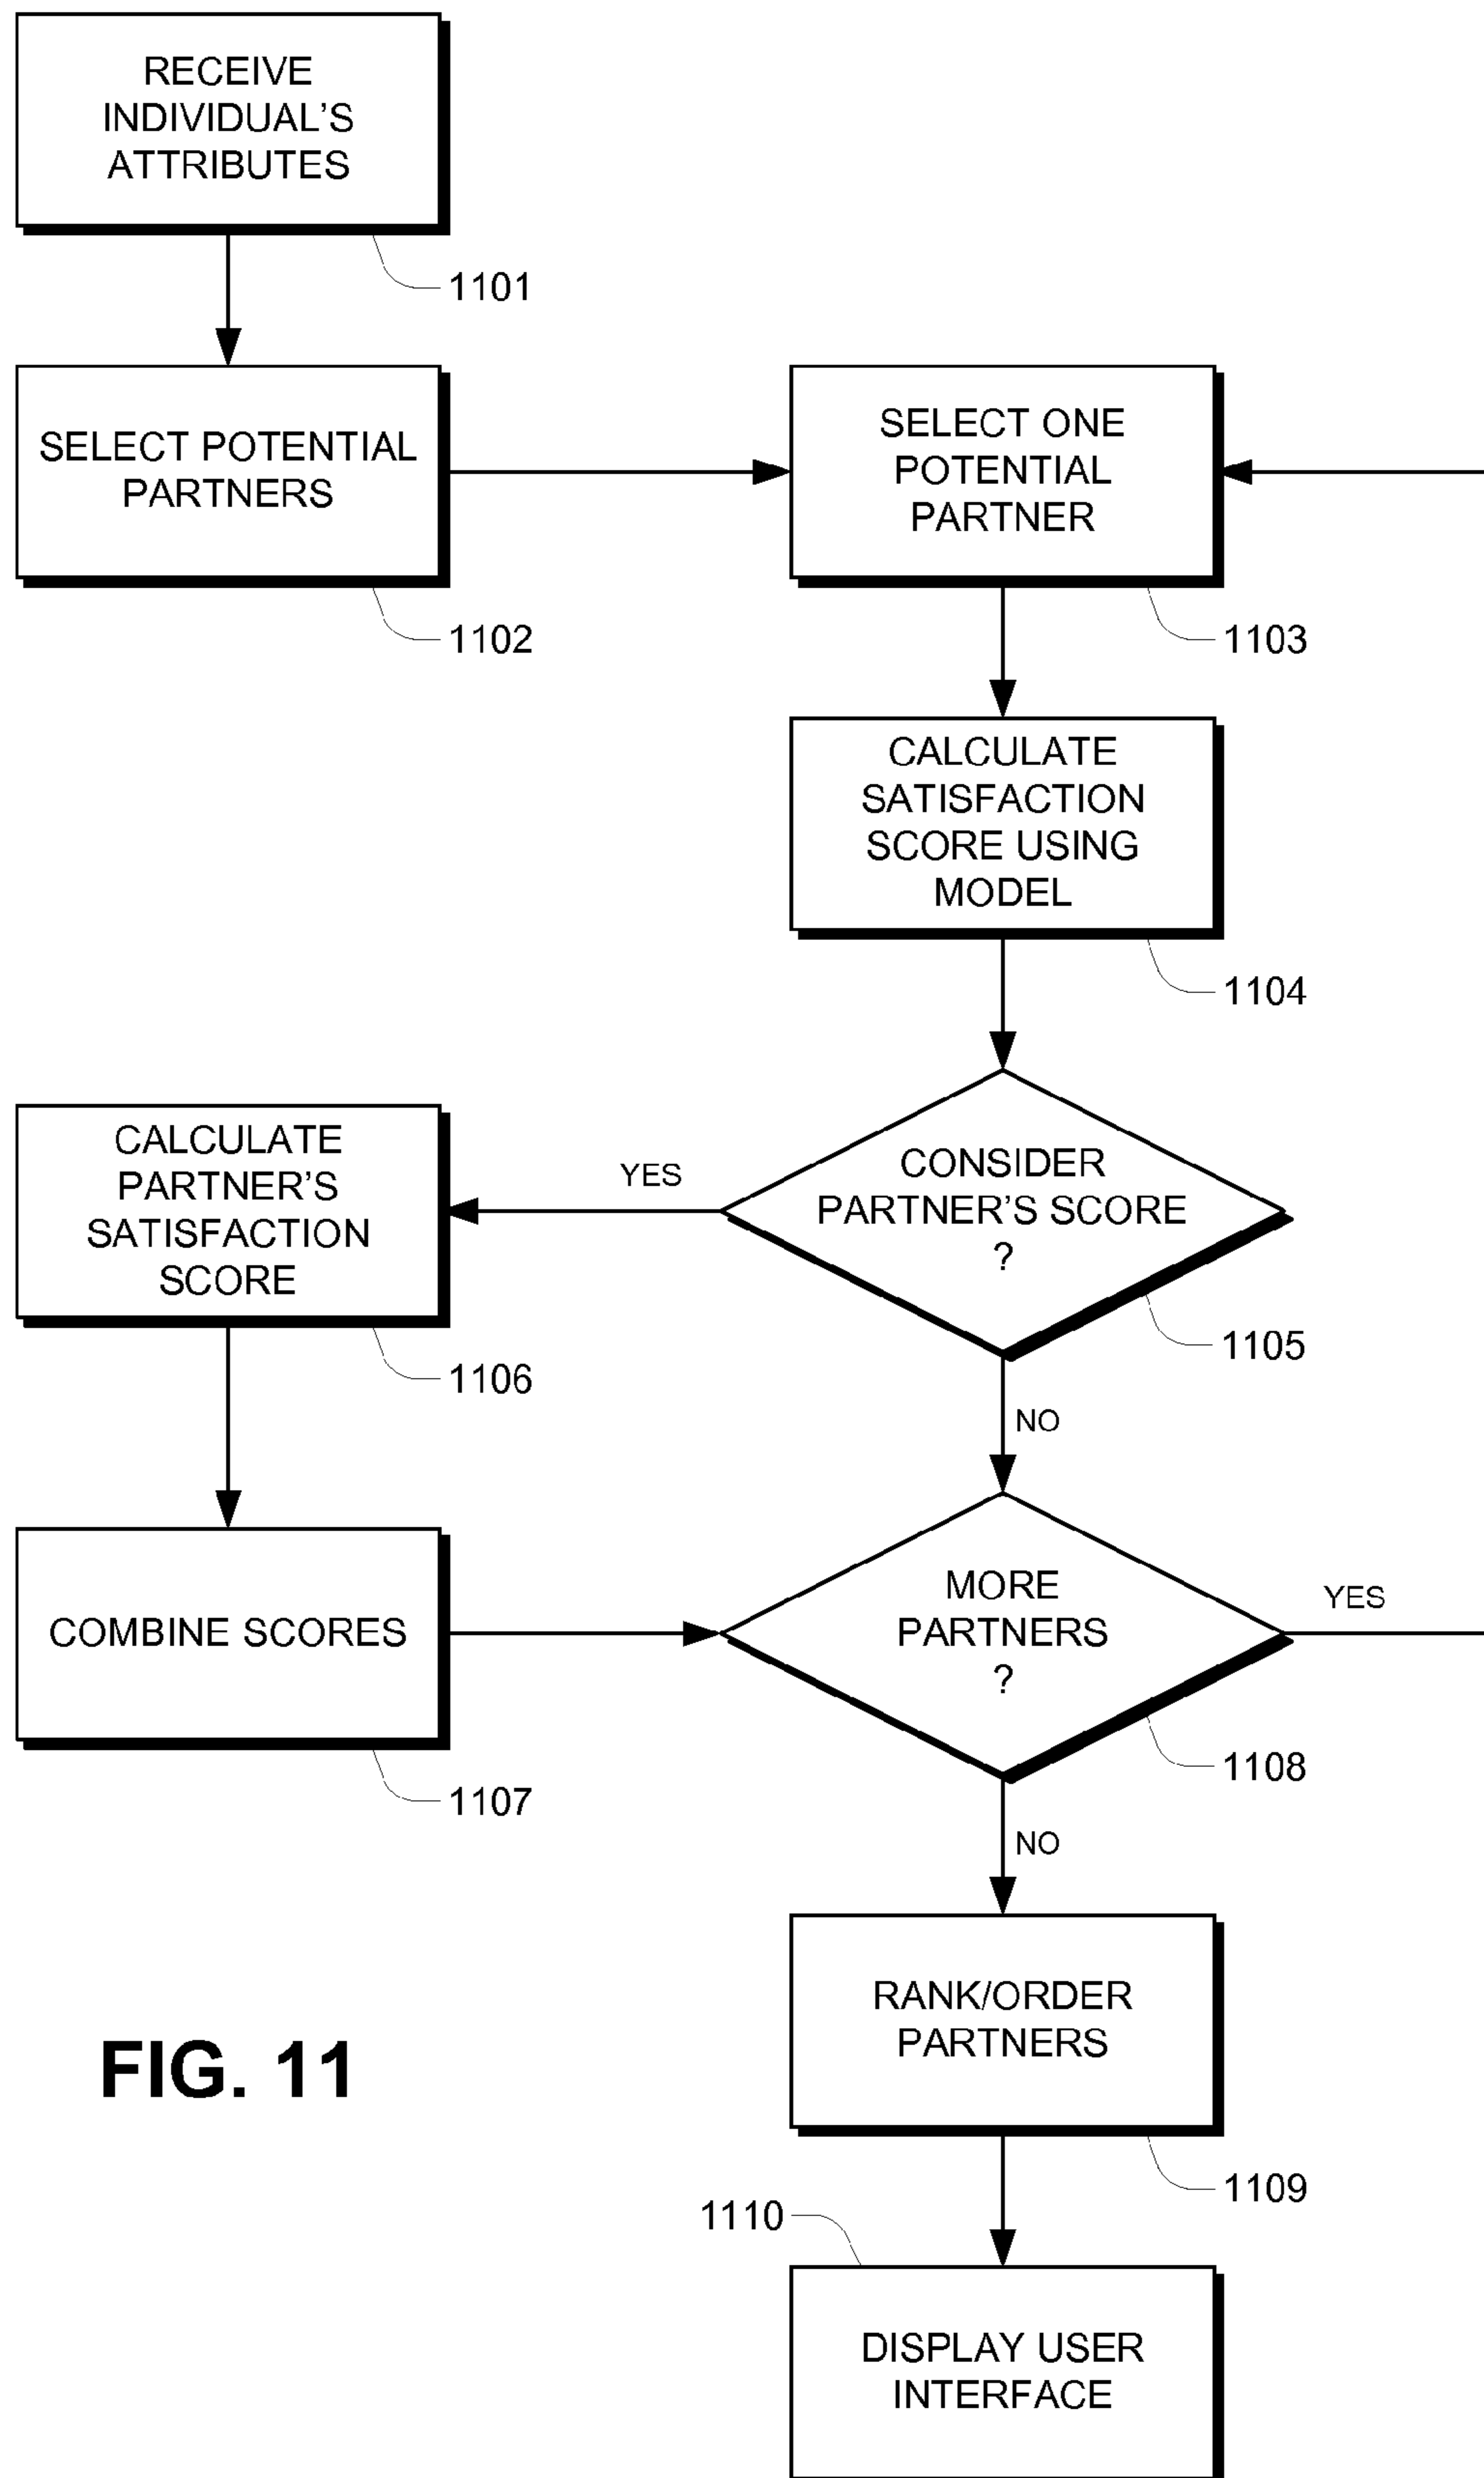 RECEIVE
INDIVIDUAL'S
ATTRIBUTES
1101
SELECT POTENTIAL
PARTNERS
1102
SELECT ONE
POTENTIAL
PARTNER
1103
CALCULATE
SATISFACTION
SCORE USING
MODEL
1104
CONSIDER
PARTNER'S SCORE
?
1105
YES
NO
CALCULATE
PARTNER'S
SATISFACTION
SCORE
1106
COMBINE SCORES
1107
MORE
PARTNERS
?
1108
YES
NO
RANK/ORDER
PARTNERS
1109
1110
DISPLAY USER
INTERFACE
FIG. 11